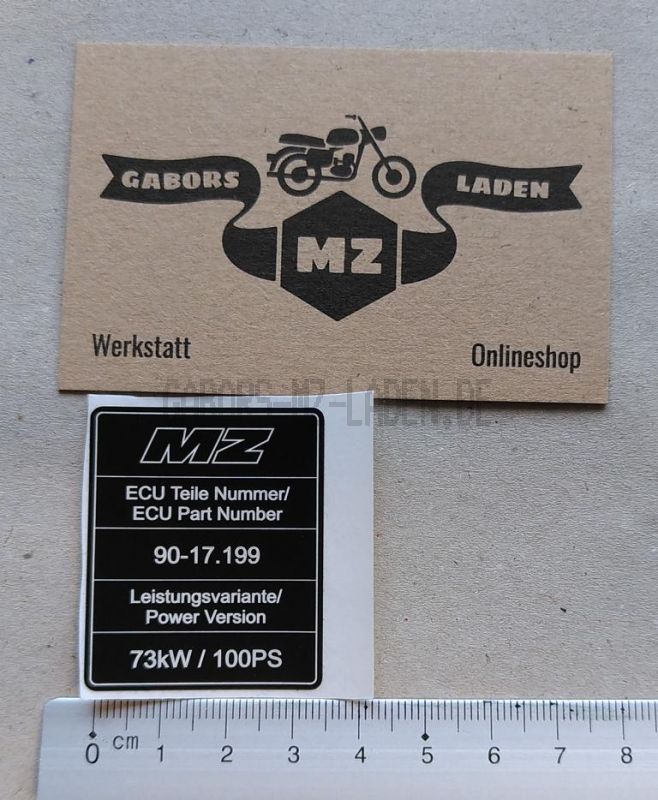 GABORS LADEN
MZ
Werkstatt Onlineshop
GABORS-MZ-LADEN.DE
MZ
ECU Teile Nummer/
ECU Part Number
90-17.199
Leistungsvariante/
Power Version
73kW / 100PS
0 cm 1 2 3 4 5 6 7 8